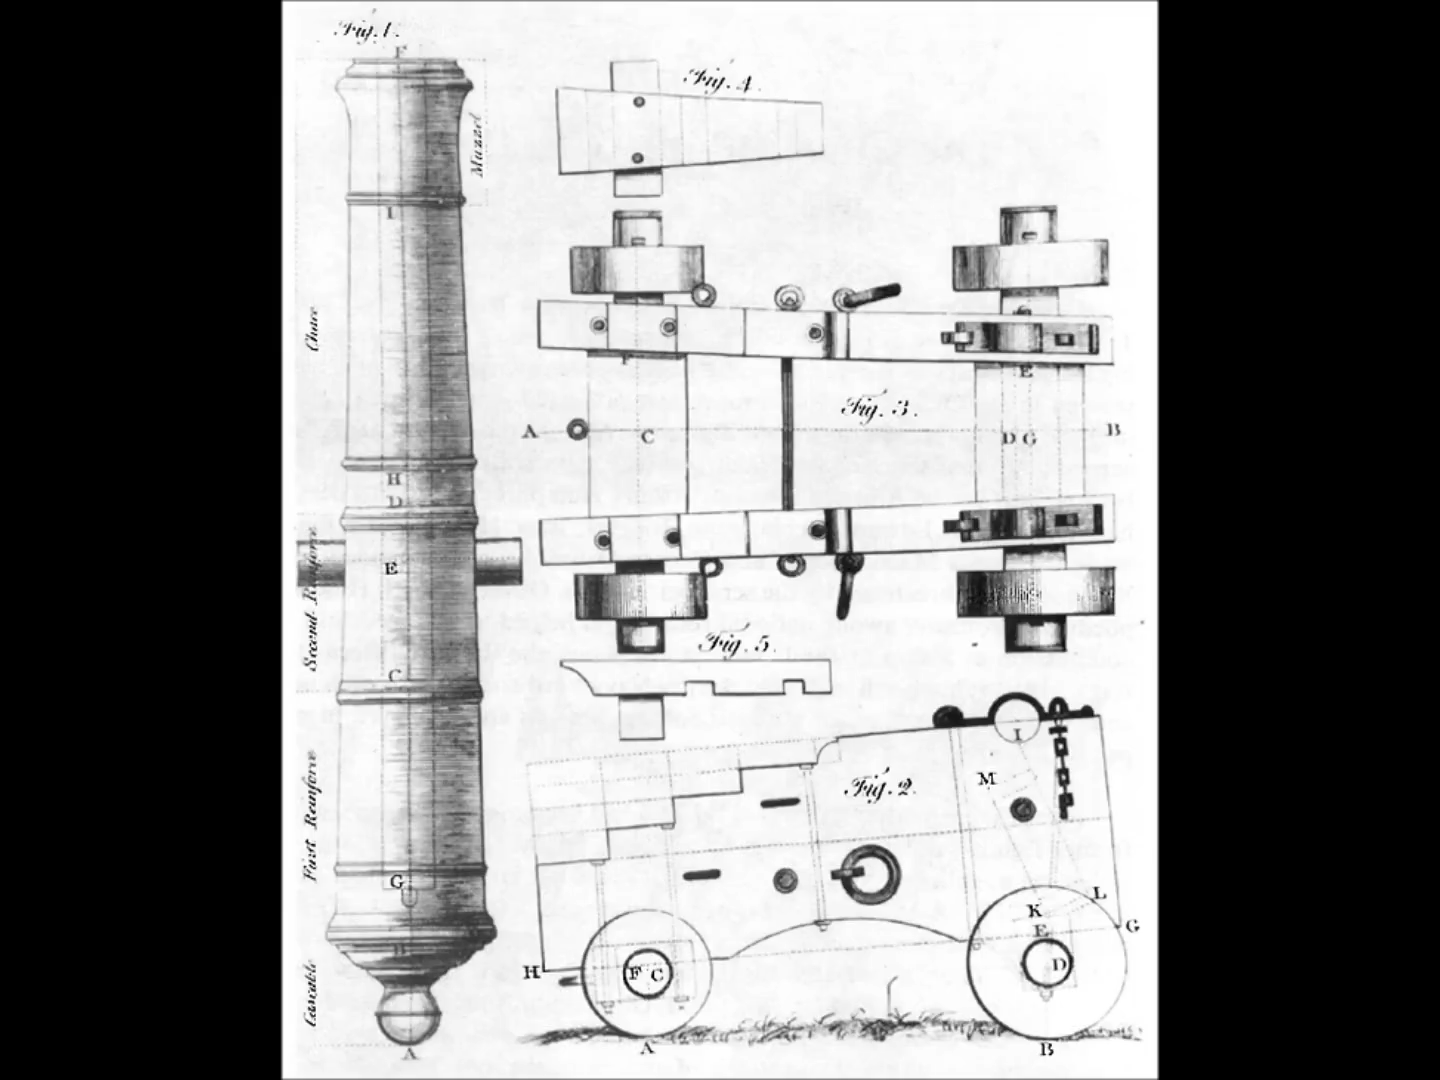 Fig. 1.
F
Muzzel
I
Chace
H
D
E
Second Reinforce
C
First Reinforce
G
B
Cascable
A
Fig. 4.
F
E
Fig. 3.
A
C
D G
B
Fig. 5.
I
M
Fig. 2.
L
K
G
E
H
F C
D
A
B